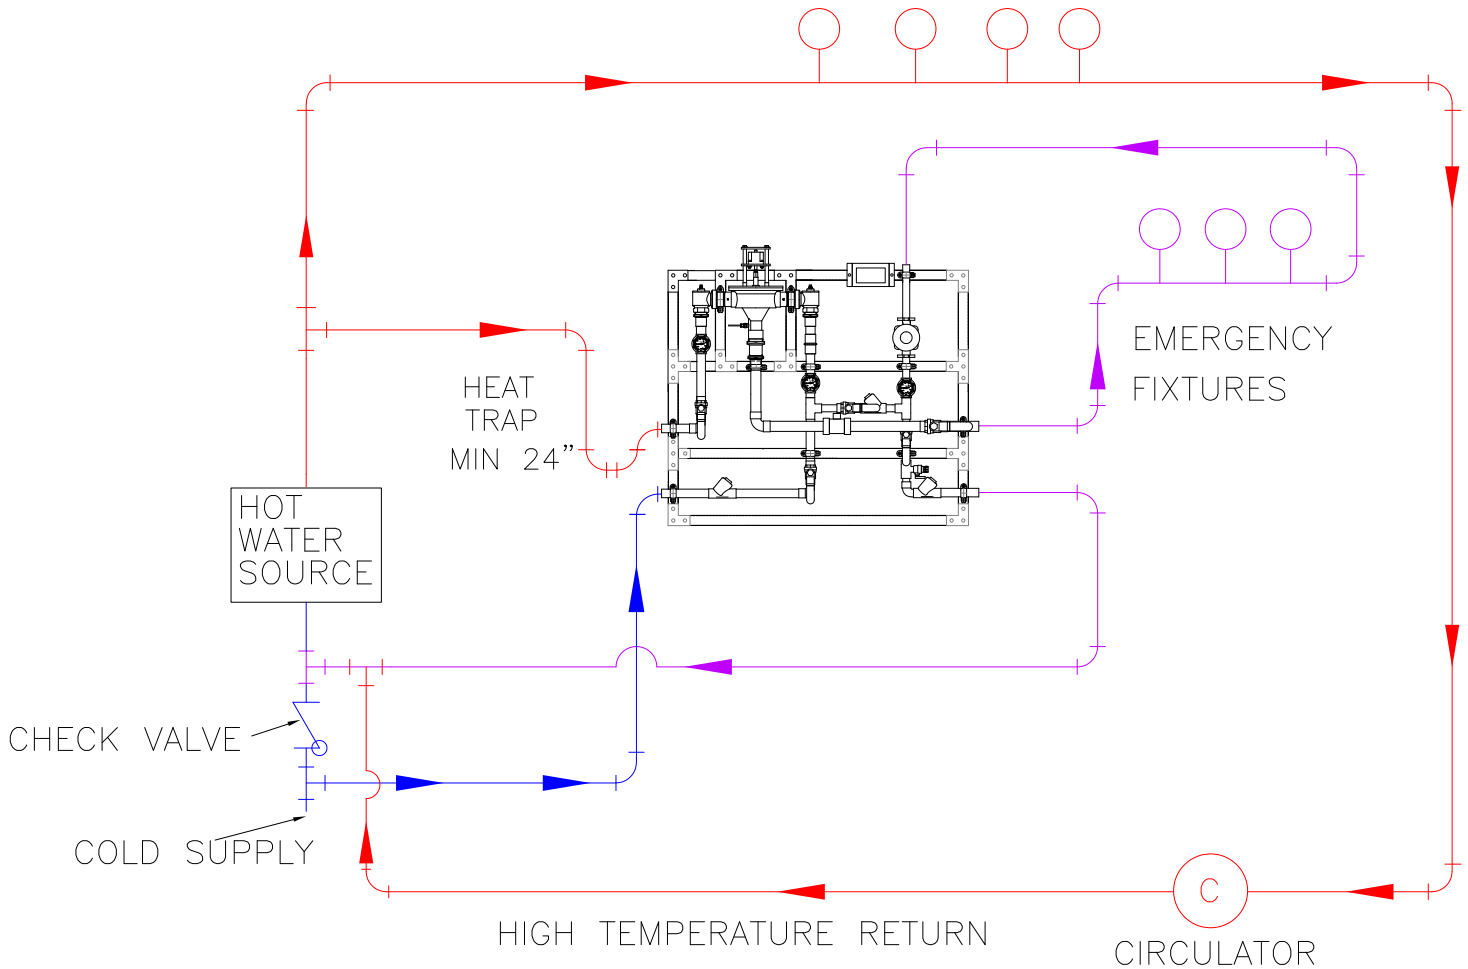 EMERGENCY
FIXTURES
HEAT
TRAP
MIN 24”
HOT
WATER
SOURCE
CHECK VALVE
COLD SUPPLY
C
HIGH TEMPERATURE RETURN
CIRCULATOR